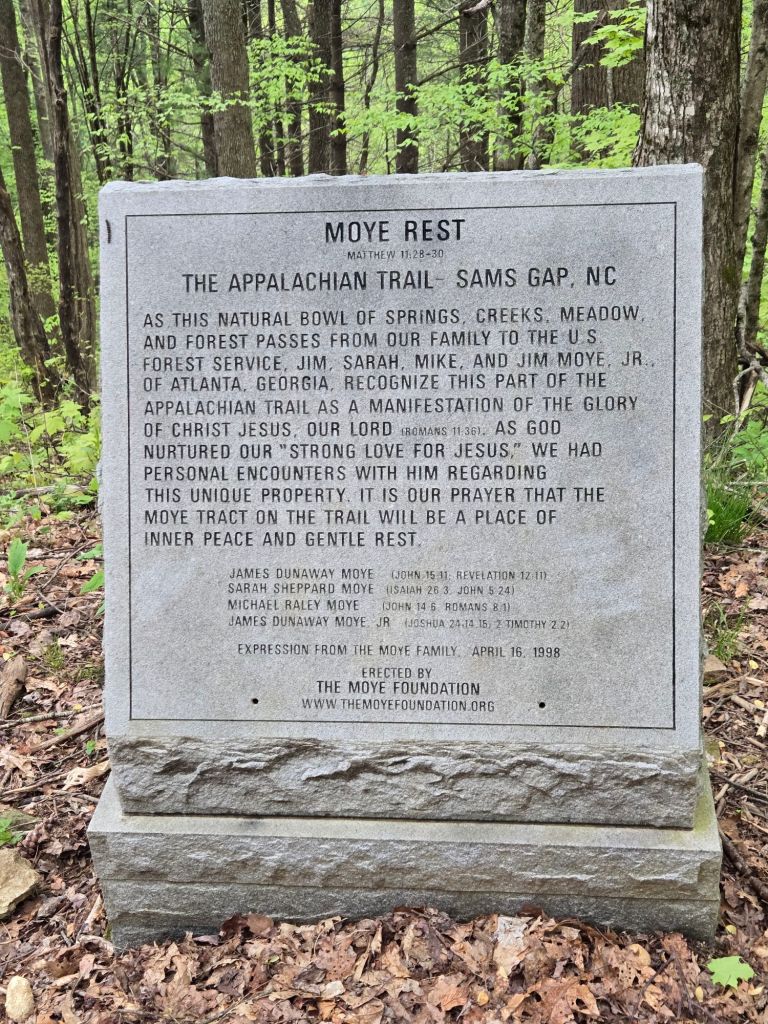 MOYE REST
MATTHEW 11:28-30
THE APPALACHIAN TRAIL- SAMS GAP, NC
AS THIS NATURAL BOWL OF SPRINGS, CREEKS, MEADOW,
AND FOREST PASSES FROM OUR FAMILY TO THE U.S.
FOREST SERVICE, JIM, SARAH, MIKE, AND JIM MOYE, JR.,
OF ATLANTA, GEORGIA, RECOGNIZE THIS PART OF THE
APPALACHIAN TRAIL AS A MANIFESTATION OF THE GLORY
OF CHRIST JESUS, OUR LORD (ROMANS 11:36). AS GOD
NURTURED OUR "STRONG LOVE FOR JESUS," WE HAD
PERSONAL ENCOUNTERS WITH HIM REGARDING
THIS UNIQUE PROPERTY. IT IS OUR PRAYER THAT THE
MOYE TRACT ON THE TRAIL WILL BE A PLACE OF
INNER PEACE AND GENTLE REST.
JAMES DUNAWAY MOYE (JOHN 15:11; REVELATION 12:11)
SARAH SHEPPARD MOYE (ISAIAH 26:3, JOHN 5:24)
MICHAEL RALEY MOYE (JOHN 14:6, ROMANS 8:1)
JAMES DUNAWAY MOYE, JR (JOSHUA 24:14,15; 2 TIMOTHY 2:2)
EXPRESSION FROM THE MOYE FAMILY, APRIL 16, 1998
ERECTED BY
THE MOYE FOUNDATION
WWW.THEMOYEFOUNDATION.ORG